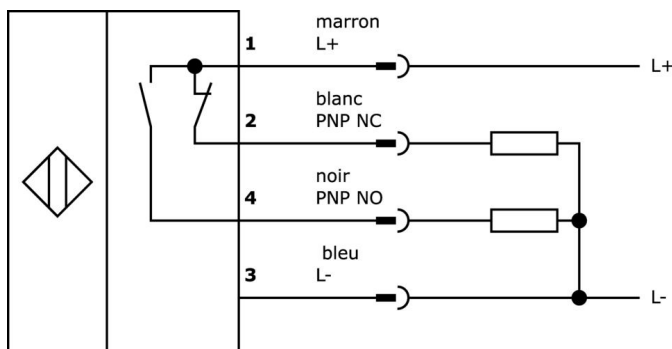 marron
1 L+
L+
blanc
2 PNP NC
noir
4 PNP NO
bleu
3 L-
L-